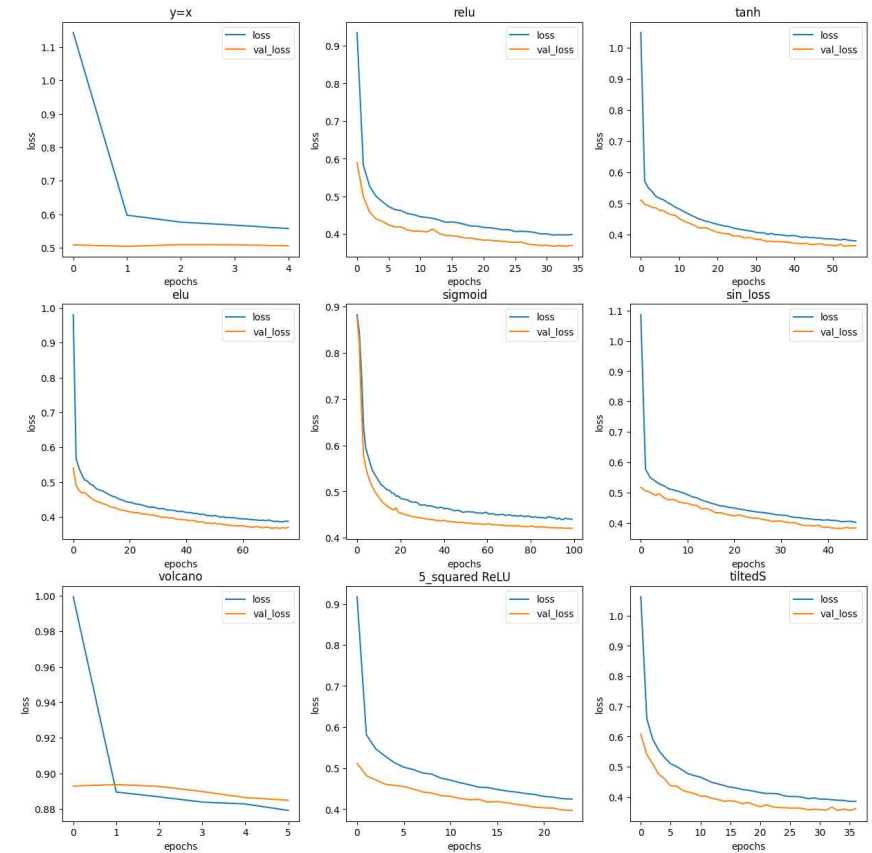 y=x
loss
val_loss
1.1
1.0
0.9
0.8
0.7
0.6
0.5
loss
0 1 2 3 4
epochs
relu
loss
val_loss
0.9
0.8
0.7
0.6
0.5
0.4
loss
0 5 10 15 20 25 30 35
epochs
tanh
loss
val_loss
1.0
0.9
0.8
0.7
0.6
0.5
0.4
loss
0 10 20 30 40 50
epochs
elu
loss
val_loss
1.0
0.9
0.8
0.7
0.6
0.5
0.4
loss
0 20 40 60
epochs
sigmoid
loss
val_loss
0.9
0.8
0.7
0.6
0.5
0.4
loss
0 20 40 60 80 100
epochs
sin_loss
loss
val_loss
1.1
1.0
0.9
0.8
0.7
0.6
0.5
0.4
loss
0 20 40
epochs
volcano
loss
val_loss
1.00
0.98
0.96
0.94
0.92
0.90
0.88
loss
0 1 2 3 4 5
epochs
5_squared ReLU
loss
val_loss
0.9
0.8
0.7
0.6
0.5
0.4
loss
0 5 10 15 20
epochs
tiltedS
loss
val_loss
1.0
0.9
0.8
0.7
0.6
0.5
0.4
loss
0 5 10 15 20 25 30 35
epochs